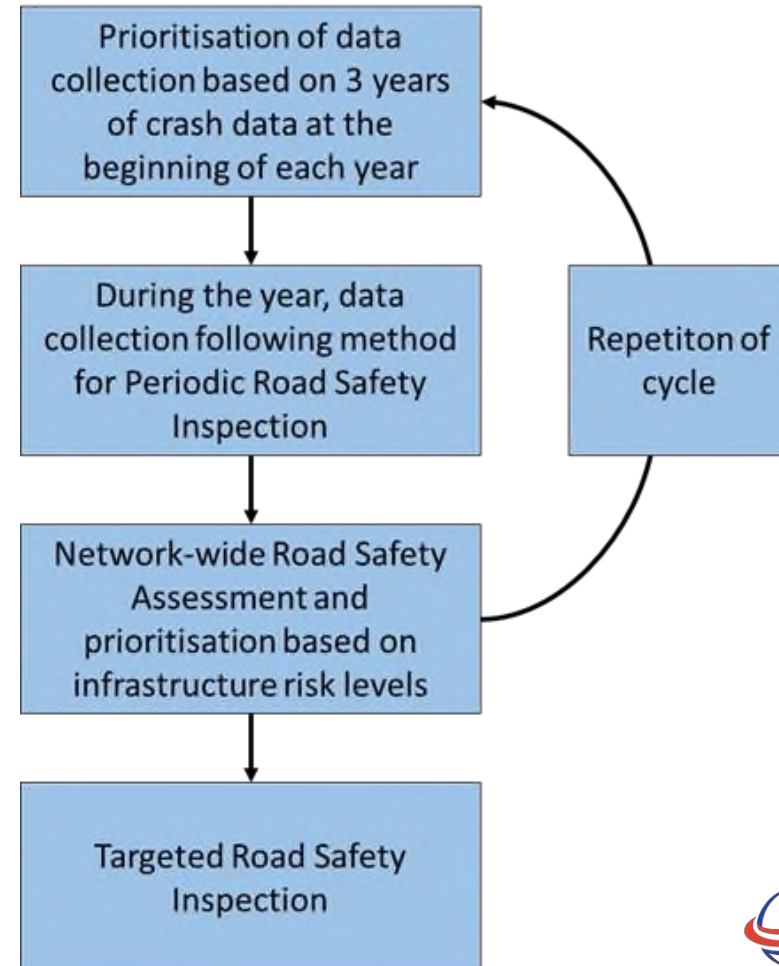 Prioritisation of data
collection based on 3 years
of crash data at the
beginning of each year
During the year, data
collection following method
for Periodic Road Safety
Inspection
Repetiton of
cycle
Network-wide Road Safety
Assessment and
prioritisation based on
infrastructure risk levels
Targeted Road Safety
Inspection